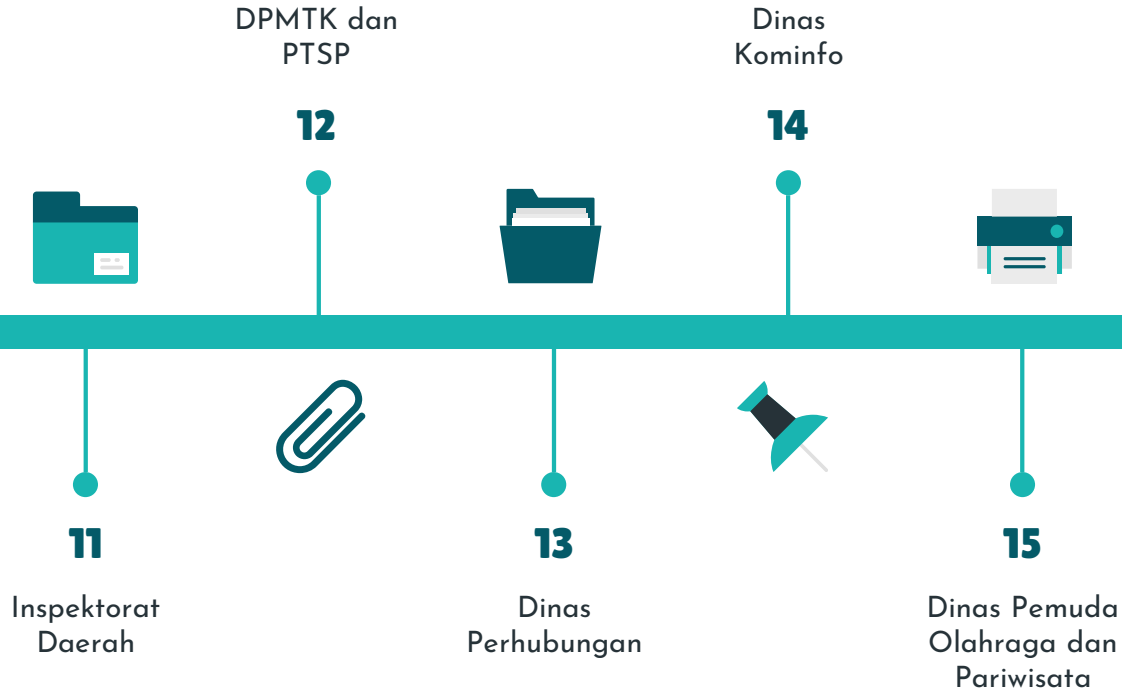 DPMTK dan
PTSP
12
Dinas
Kominfo
14
11
Inspektorat
Daerah
13
Dinas
Perhubungan
15
Dinas Pemuda
Olahraga dan
Pariwisata